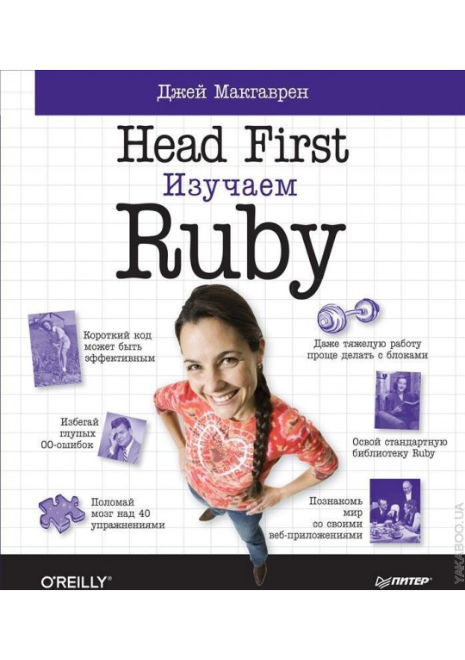 Джей Макгаврен
Head First
Изучаем
Ruby
Короткий код
может быть
эффективным
Даже тяжелую работу
проще делать с блоками
Избегай
глупых
ОО-ошибок
Освой стандартную
библиотеку Ruby
Поломай
мозг над 40
упражнениями
Познакомь
мир
со своими
веб-приложениями
O'REILLY®
ПИТЕР®
YAKABOO.UA